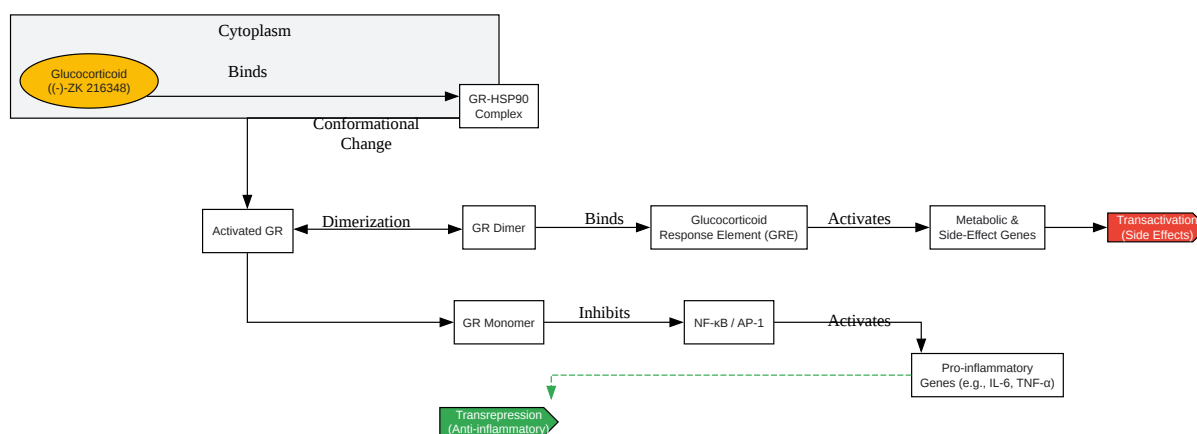 Cytoplasm
Glucocorticoid
((-)-ZK 216348)
Binds
GR-HSP90
Complex
Conformational
Change
Activated GR
Dimerization
GR Dimer
Binds
Glucocorticoid
Response Element (GRE)
Activates
Metabolic &
Side-Effect Genes
Transactivation
(Side Effects)
GR Monomer
Inhibits
NF-κB / AP-1
Activates
Pro-inflammatory
Genes (e.g., IL-6, TNF-α)
Transrepression
(Anti-inflammatory)